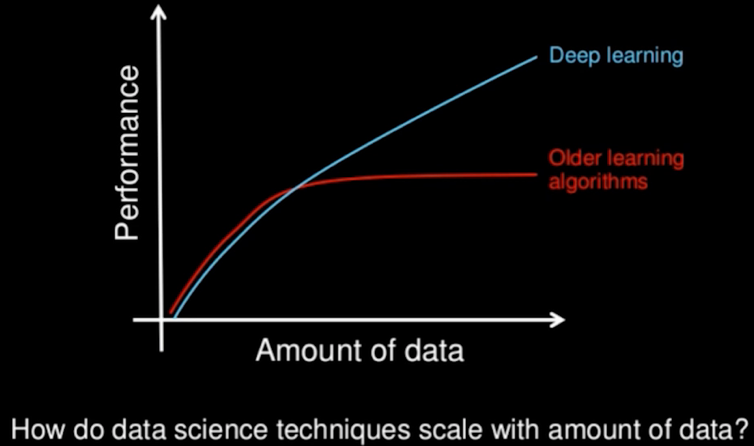 Deep learning
Older learning
algorithms
Performance
Amount of data
How do data science techniques scale with amount of data?